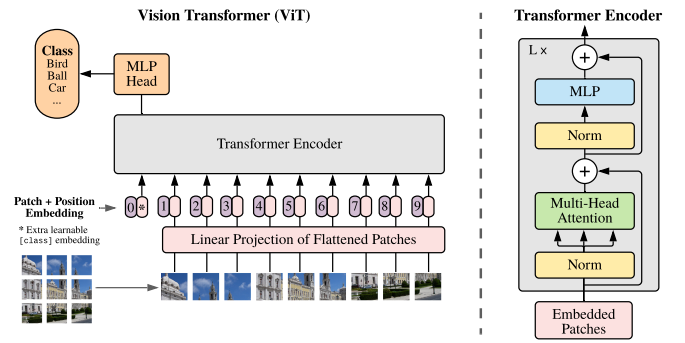 Vision Transformer (ViT)
Class
Bird
Ball
Car
...
MLP
Head
Transformer Encoder
Patch + Position
Embedding
0 * 1 2 3 4 5 6 7 8 9
* Extra learnable
[class] embedding
Linear Projection of Flattened Patches
Transformer Encoder
L x
+
MLP
Norm
+
Multi-Head
Attention
Norm
Embedded
Patches